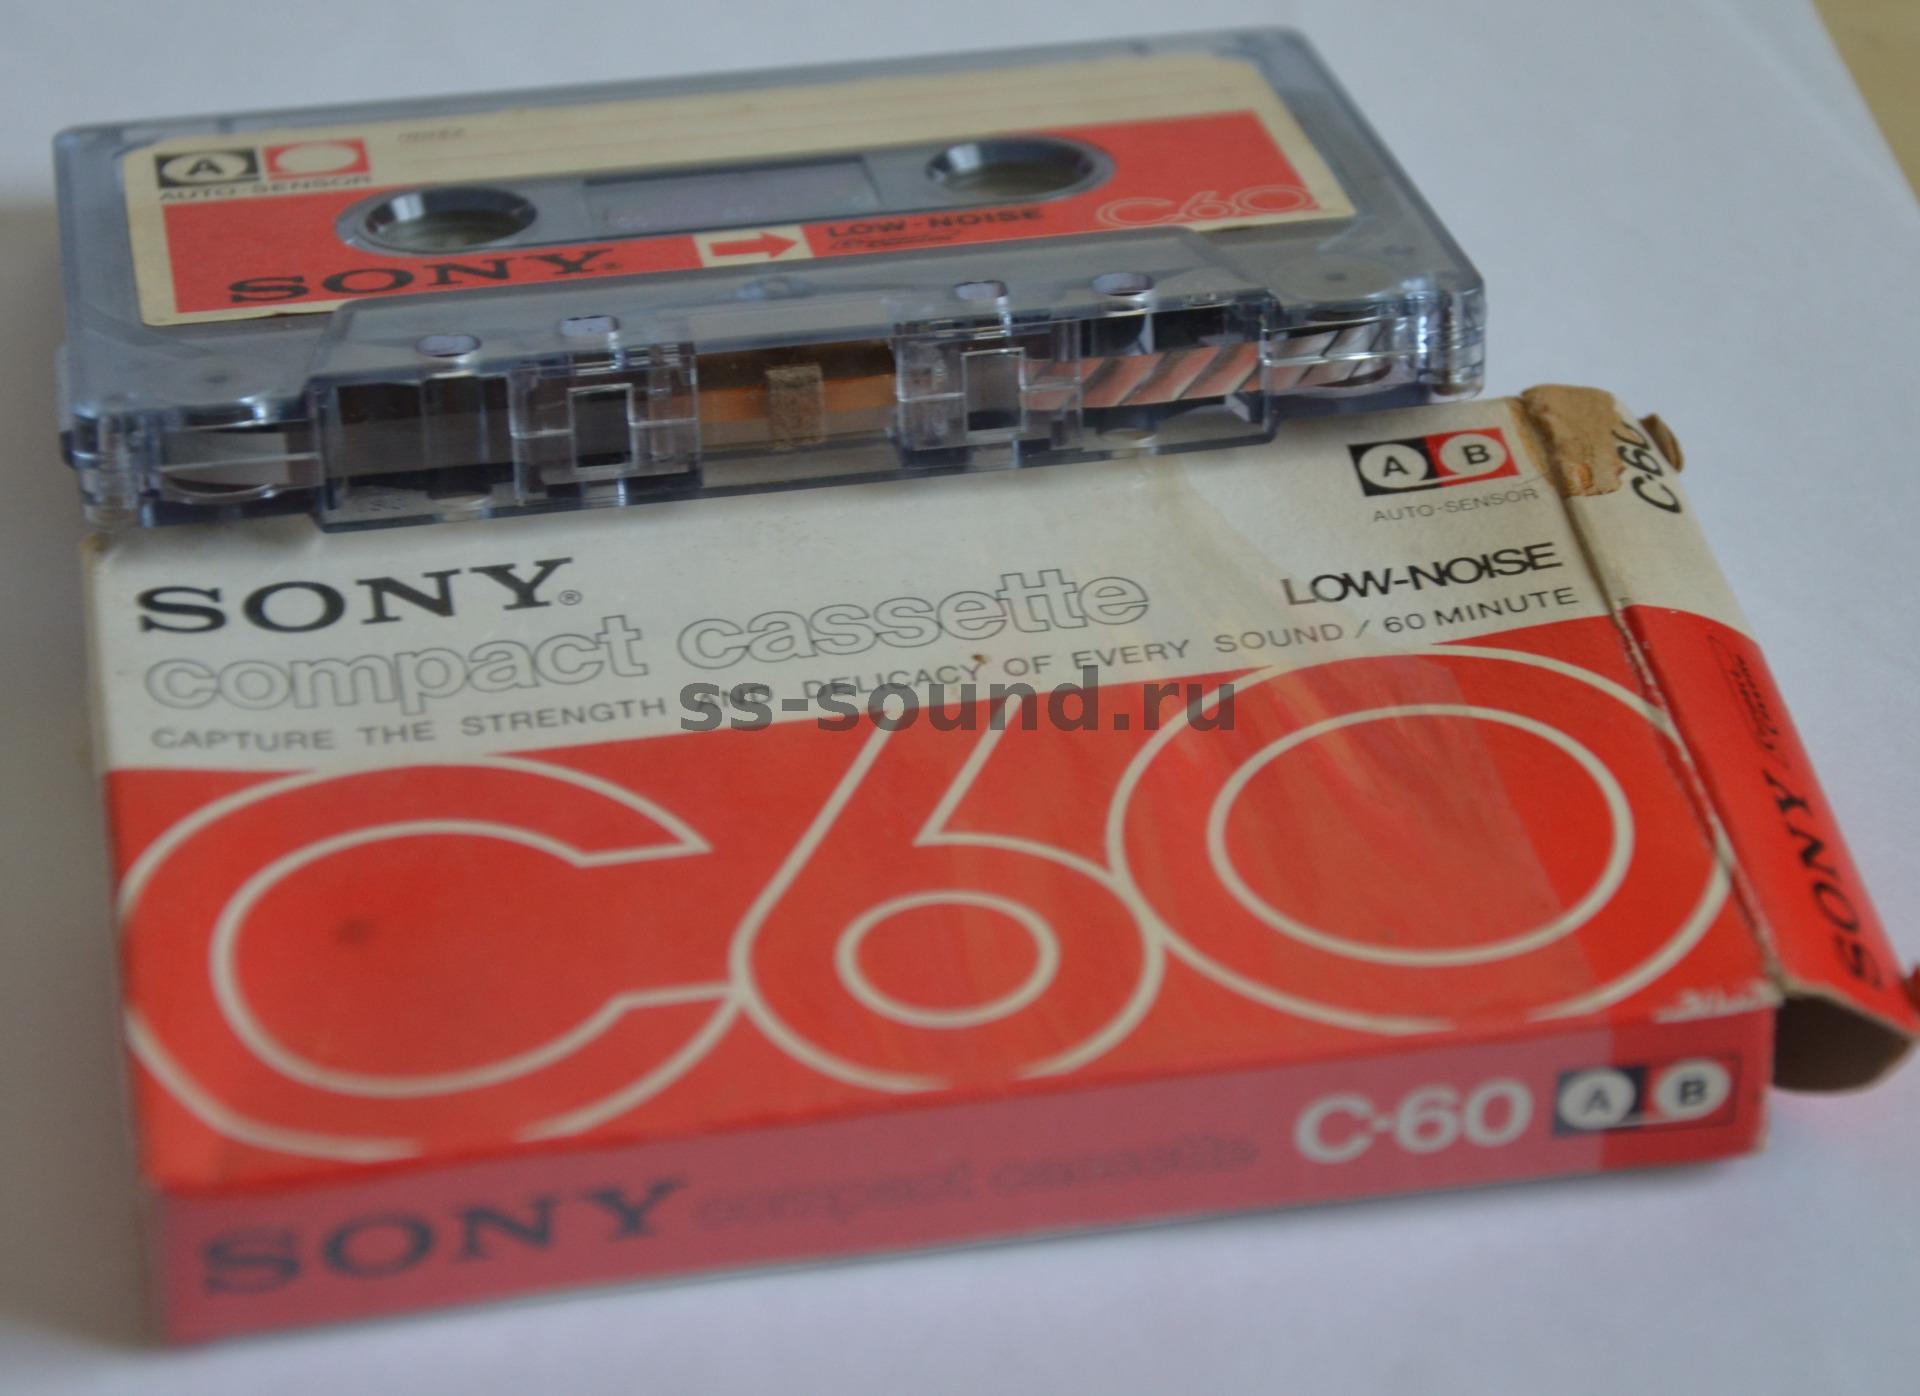 INDEX
A
AUTO-SENSOR
C60
LOW-NOISE
SONY®
A B
AUTO-SENSOR
C-60
SONY®
compact cassette
LOW-NOISE
CAPTURE THE STRENGTH AND DELICACY OF EVERY SOUND / 60 MINUTE
ss-sound.ru
C60
SONY
SONY compact cassette C-60 A B